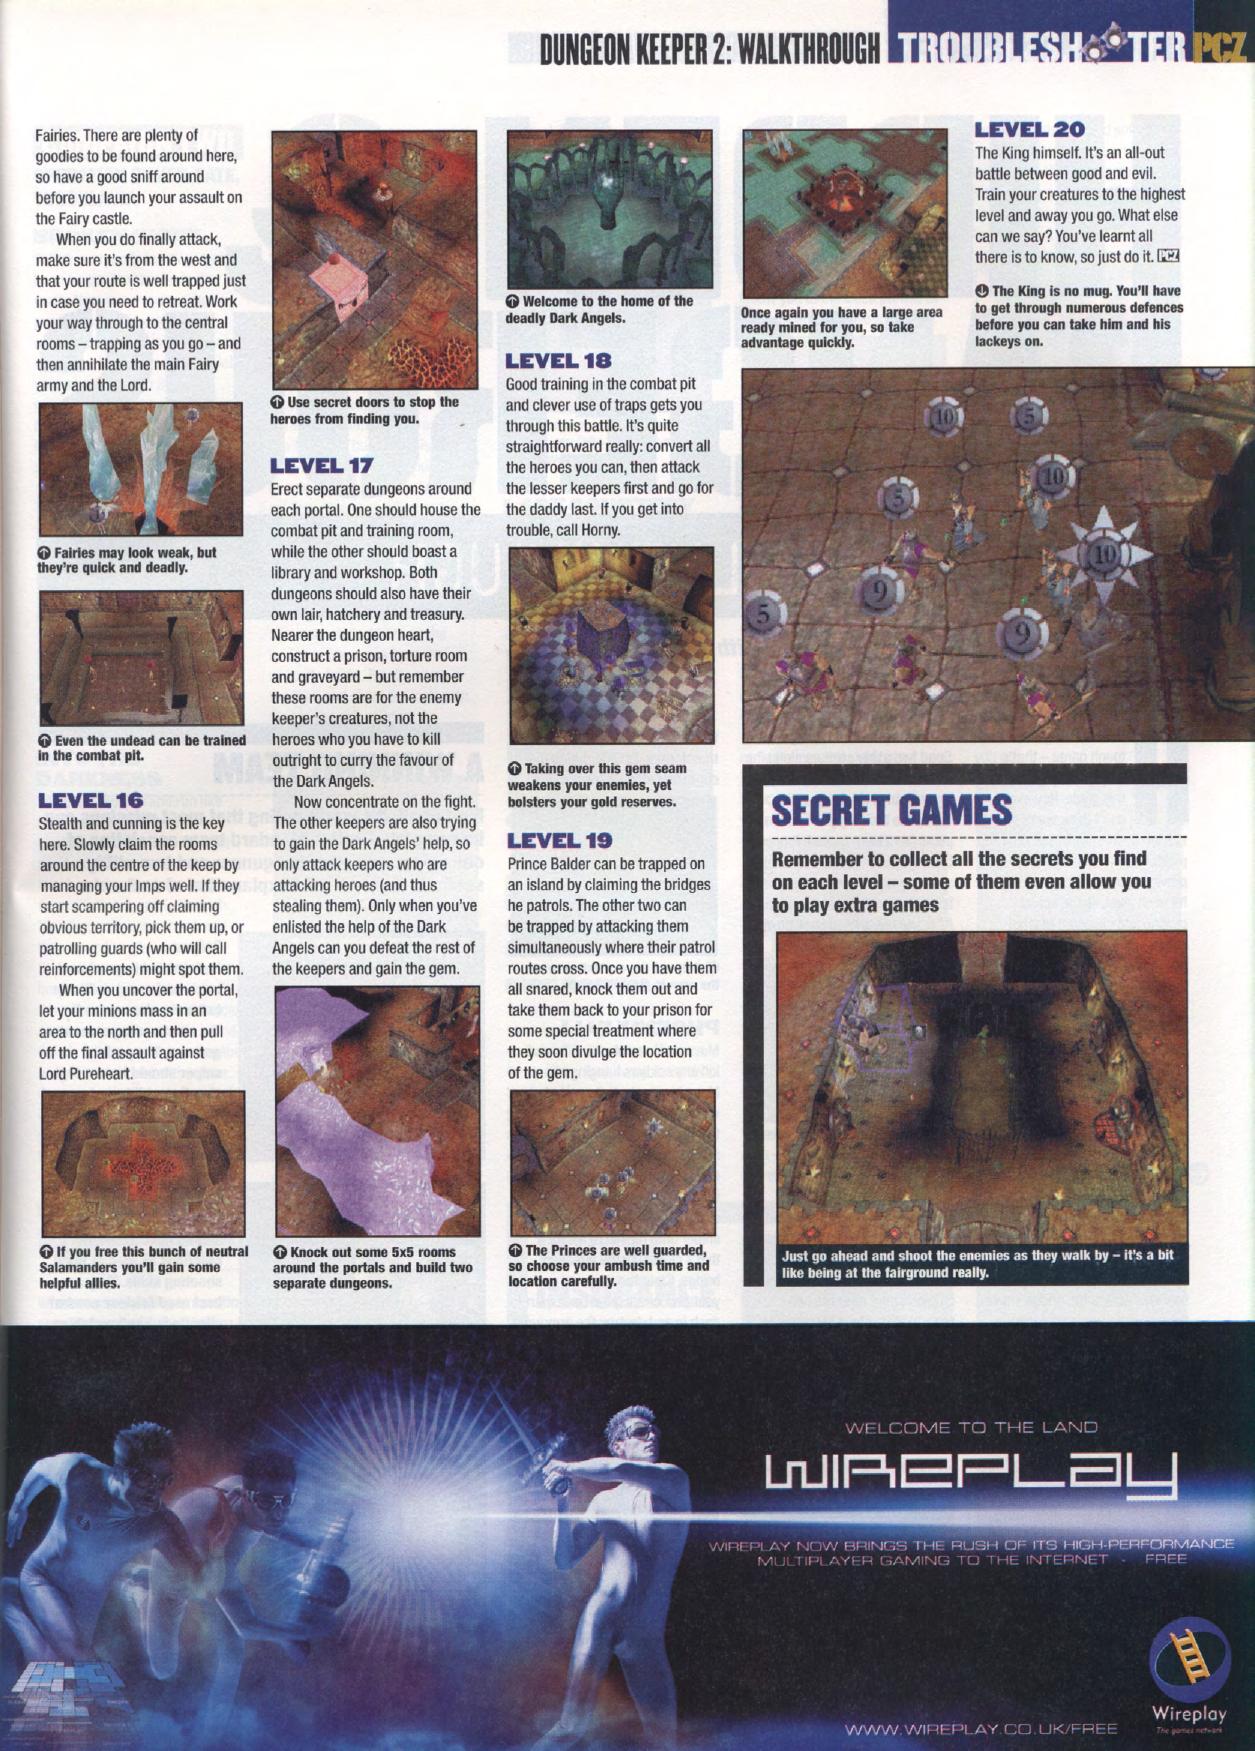 DUNGEON KEEPER 2: WALKTHROUGH TROUBLESHOOTER PCZ
Fairies. There are plenty of
goodies to be found around here,
so have a good sniff around
before you launch your assault on
the Fairy castle.
When you do finally attack,
make sure it's from the west and
that your route is well trapped just
in case you need to retreat. Work
your way through to the central
rooms – trapping as you go – and
then annihilate the main Fairy
army and the Lord.
Fairies may look weak, but
they're quick and deadly.
Even the undead can be trained
in the combat pit.
LEVEL 16
Stealth and cunning is the key
here. Slowly claim the rooms
around the centre of the keep by
managing your Imps well. If they
start scampering off claiming
obvious territory, pick them up, or
patrolling guards (who will call
reinforcements) might spot them.
When you uncover the portal,
let your minions mass in an
area to the north and then pull
off the final assault against
Lord Pureheart.
If you free this bunch of neutral
Salamanders you'll gain some
helpful allies.
Use secret doors to stop the
heroes from finding you.
LEVEL 17
Erect separate dungeons around
each portal. One should house the
combat pit and training room,
while the other should boast a
library and workshop. Both
dungeons should also have their
own lair, hatchery and treasury.
Nearer the dungeon heart,
construct a prison, torture room
and graveyard – but remember
these rooms are for the enemy
keeper's creatures, not the
heroes who you have to kill
outright to curry the favour of
the Dark Angels.
Now concentrate on the fight.
The other keepers are also trying
to gain the Dark Angels' help, so
only attack keepers who are
attacking heroes (and thus
stealing them). Only when you've
enlisted the help of the Dark
Angels can you defeat the rest of
the keepers and gain the gem.
Knock out some 5x5 rooms
around the portals and build two
separate dungeons.
Welcome to the home of the
deadly Dark Angels.
LEVEL 18
Good training in the combat pit
and clever use of traps gets you
through this battle. It's quite
straightforward really: convert all
the heroes you can, then attack
the lesser keepers first and go for
the daddy last. If you get into
trouble, call Horny.
Taking over this gem seam
weakens your enemies, yet
bolsters your gold reserves.
LEVEL 19
Prince Balder can be trapped on
an island by claiming the bridges
he patrols. The other two can
be trapped by attacking them
simultaneously where their patrol
routes cross. Once you have them
all snared, knock them out and
take them back to your prison for
some special treatment where
they soon divulge the location
of the gem.
The Princes are well guarded,
so choose your ambush time and
location carefully.
Once again you have a large area
ready mined for you, so take
advantage quickly.
LEVEL 20
The King himself. It's an all-out
battle between good and evil.
Train your creatures to the highest
level and away you go. What else
can we say? You've learnt all
there is to know, so just do it. PCZ
The King is no mug. You'll have
to get through numerous defences
before you can take him and his
lackeys on.
10 5
10
5
10
9
5
9
SECRET GAMES
Remember to collect all the secrets you find
on each level – some of them even allow you
to play extra games
Just go ahead and shoot the enemies as they walk by – it's a bit
like being at the fairground really.
WELCOME TO THE LAND
WIREPLAY
WIREPLAY NOW BRINGS THE RUSH OF ITS HIGH-PERFORMANCE
MULTIPLAYER GAMING TO THE INTERNET - FREE
Wireplay
The games network
WWW.WIREPLAY.CO.UK/FREE